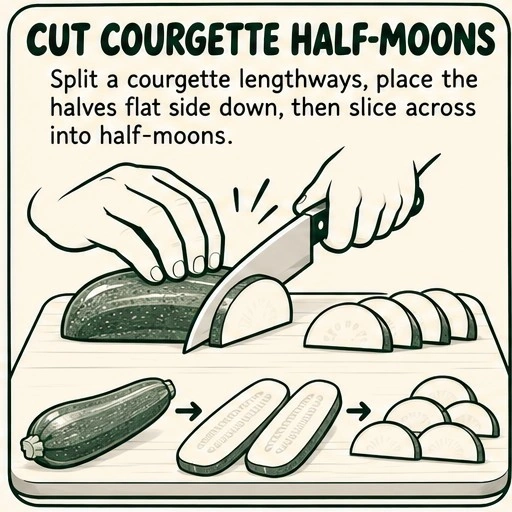 CUT COURGETTE HALF-MOONS
Split a courgette lengthways, place the
halves flat side down, then slice across
into half-moons.